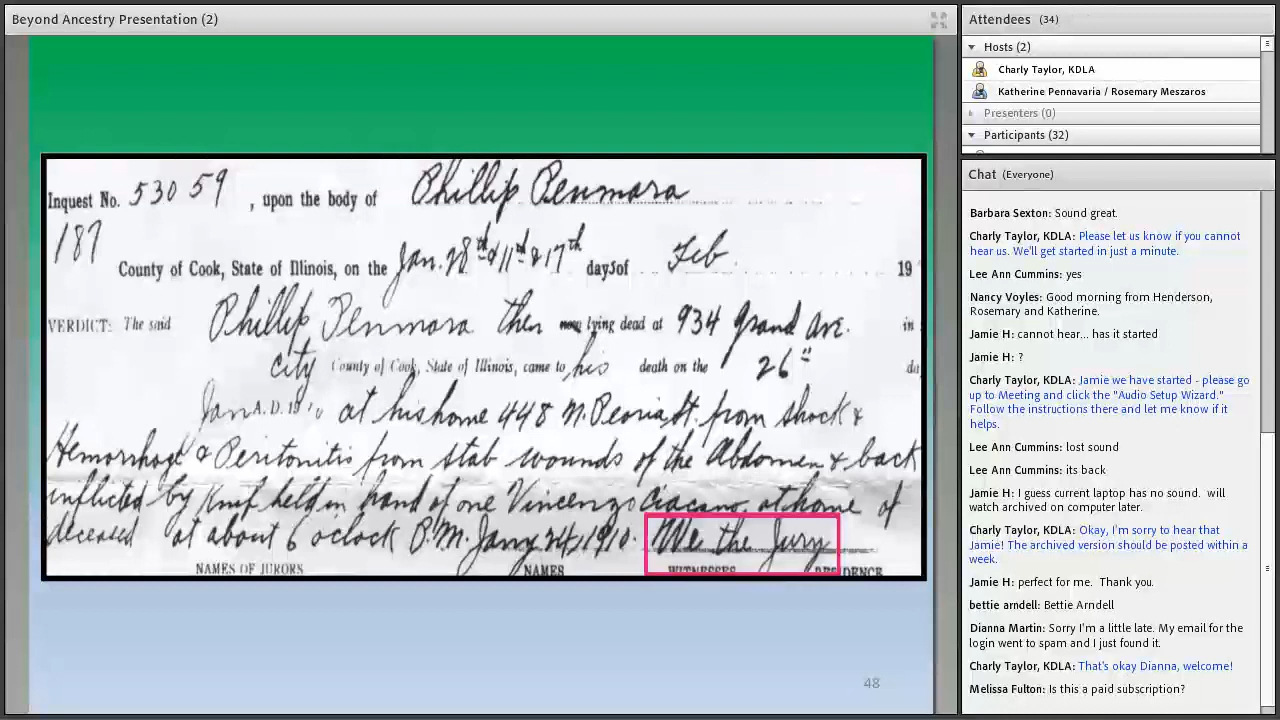 Beyond Ancestry Presentation (2)
Inquest No. 530 59 , upon the body of Phillip Penmara
187
County of Cook, State of Illinois, on the Jan. 28th & 11th & 17th days of Feb 19
VERDICT: The said Phillip Penmara then now lying dead at 934 Grand Ave. in
City County of Cook, State of Illinois, came to his death on the 26"
Jan A.D. 19 at his home 448 N. Peoria St. from shock &
Hemorrhage & Peritonitis from stab wounds of the Abdomen & back
inflicted by Knife held in hand of one Vincenzo at home of
deceased at about 6 oclock P.M. Jany 24, 1910. We the Jury
NAMES OF JURORS NAMES WITNESSES RESIDENCE
48
Attendees (34)
Hosts (2)
Charly Taylor, KDLA
Katherine Pennavaria / Rosemary Meszaros
Presenters (0)
Participants (32)
Chat (Everyone)
Barbara Sexton: Sound great.
Charly Taylor, KDLA: Please let us know if you cannot
hear us. We'll get started in just a minute.
Lee Ann Cummins: yes
Nancy Voyles: Good morning from Henderson,
Rosemary and Katherine.
Jamie H: cannot hear... has it started
Jamie H: ?
Charly Taylor, KDLA: Jamie we have started - please go
up to Meeting and click the "Audio Setup Wizard."
Follow the instructions there and let me know if it
helps.
Lee Ann Cummins: lost sound
Lee Ann Cummins: its back
Jamie H: I guess current laptop has no sound. will
watch archived on computer later.
Charly Taylor, KDLA: Okay, I'm sorry to hear that
Jamie! The archived version should be posted within a
week.
Jamie H: perfect for me. Thank you.
bettie arndell: Bettie Arndell
Dianna Martin: Sorry I'm a little late. My email for the
login went to spam and I just found it.
Charly Taylor, KDLA: That's okay Dianna, welcome!
Melissa Fulton: Is this a paid subscription?